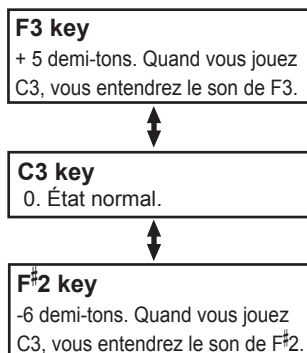 F3 key
+ 5 demi-tons. Quand vous jouez
C3, vous entendrez le son de F3.
C3 key
0. État normal.
F#2 key
-6 demi-tons. Quand vous jouez
C3, vous entendrez le son de F#2.